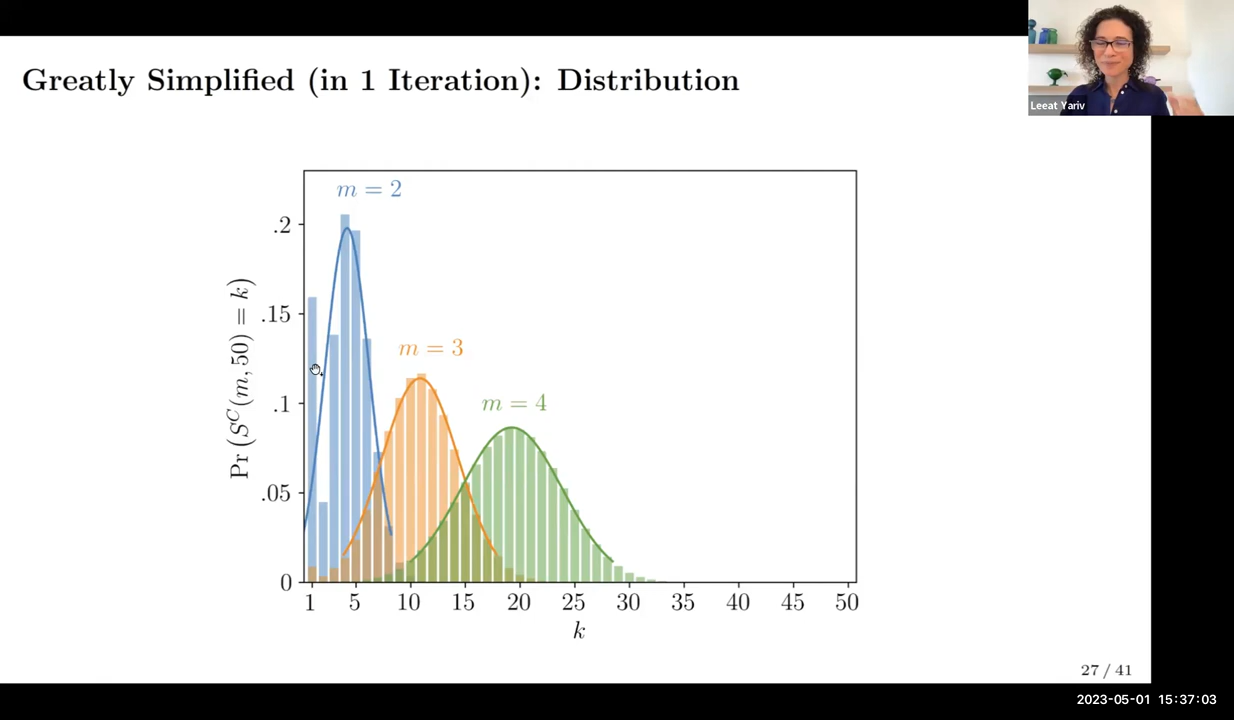 Leeat Yariv
Greatly Simplified (in 1 Iteration): Distribution
m = 2
m = 3
m = 4
.2
.15
.1
.05
0
Pr (S^C(m, 50) = k)
1 5 10 15 20 25 30 35 40 45 50
k
27 / 41
2023-05-01 15:37:03